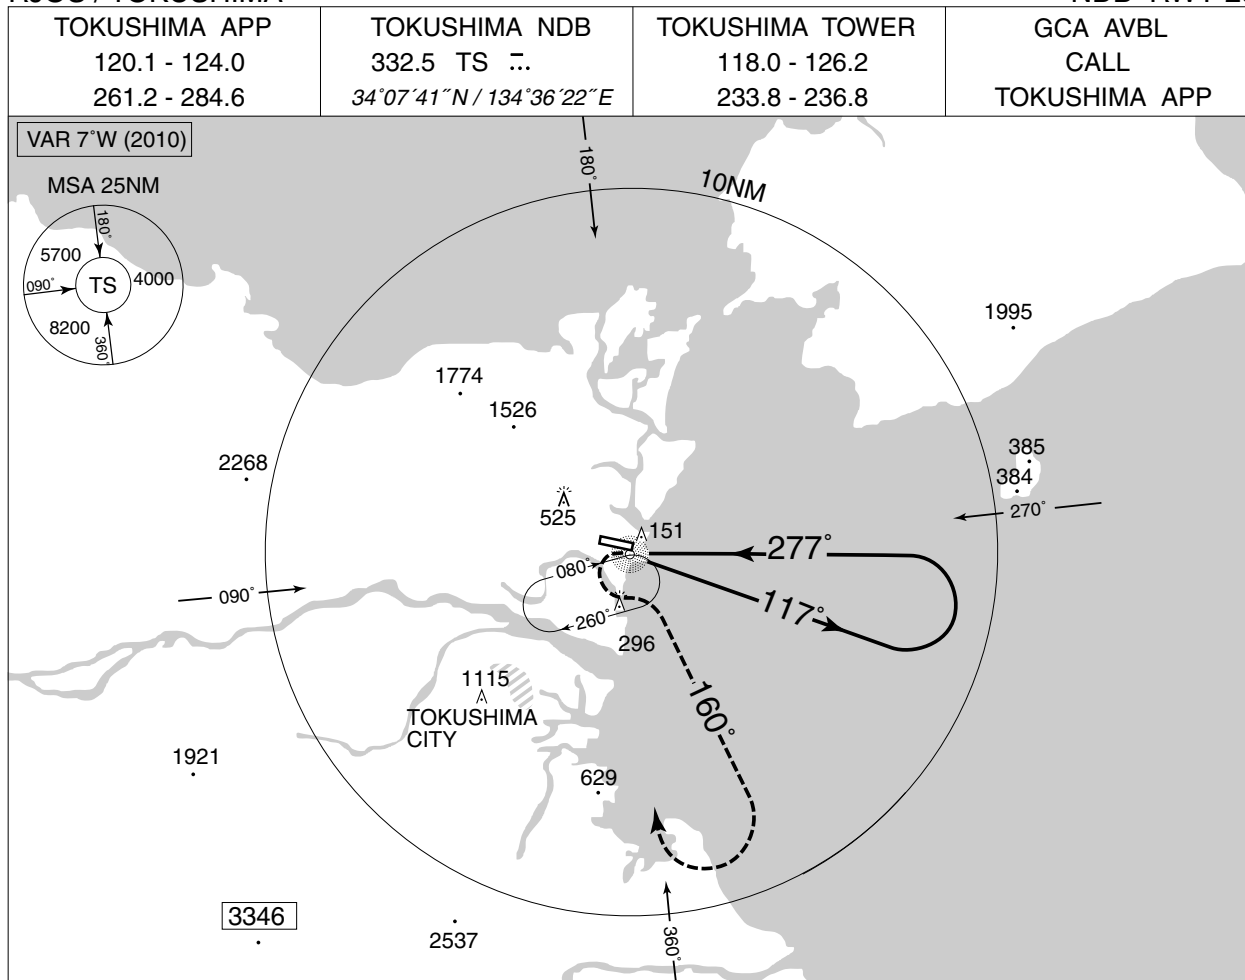 TOKUSHIMA APP
120.1 - 124.0
261.2 - 284.6
TOKUSHIMA NDB
332.5 TS
34°07´41˝N / 134°36´22˝E
TOKUSHIMA TOWER
118.0 - 126.2
233.8 - 236.8
GCA AVBL
CALL
TOKUSHIMA APP
VAR 7°W (2010)
MSA 25NM
180°
5700
090°
TS
4000
8200
360°
180°
10NM
1995
1774
1526
2268
385
384
525
151
270°
277°
080°
090°
117°
260°
296
1115
160°
TOKUSHIMA
CITY
1921
629
3346
2537
360°